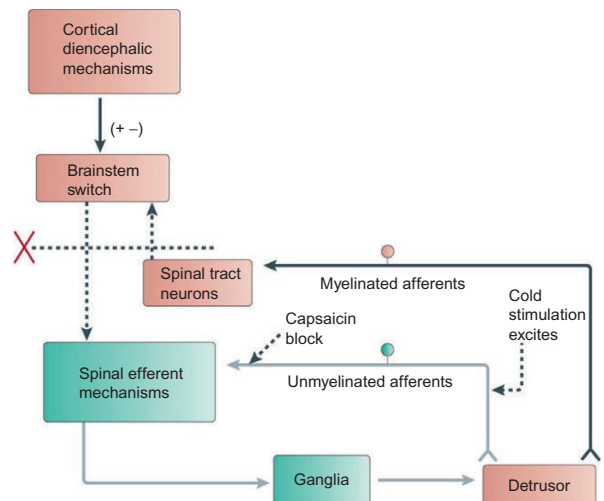 Cortical
diencephalic
mechanisms
(+ –)
Brainstem
switch
Spinal tract
neurons
Myelinated afferents
Cold
stimulation
excites
Capsaicin
block
Spinal efferent
mechanisms
Unmyelinated afferents
Ganglia
Detrusor